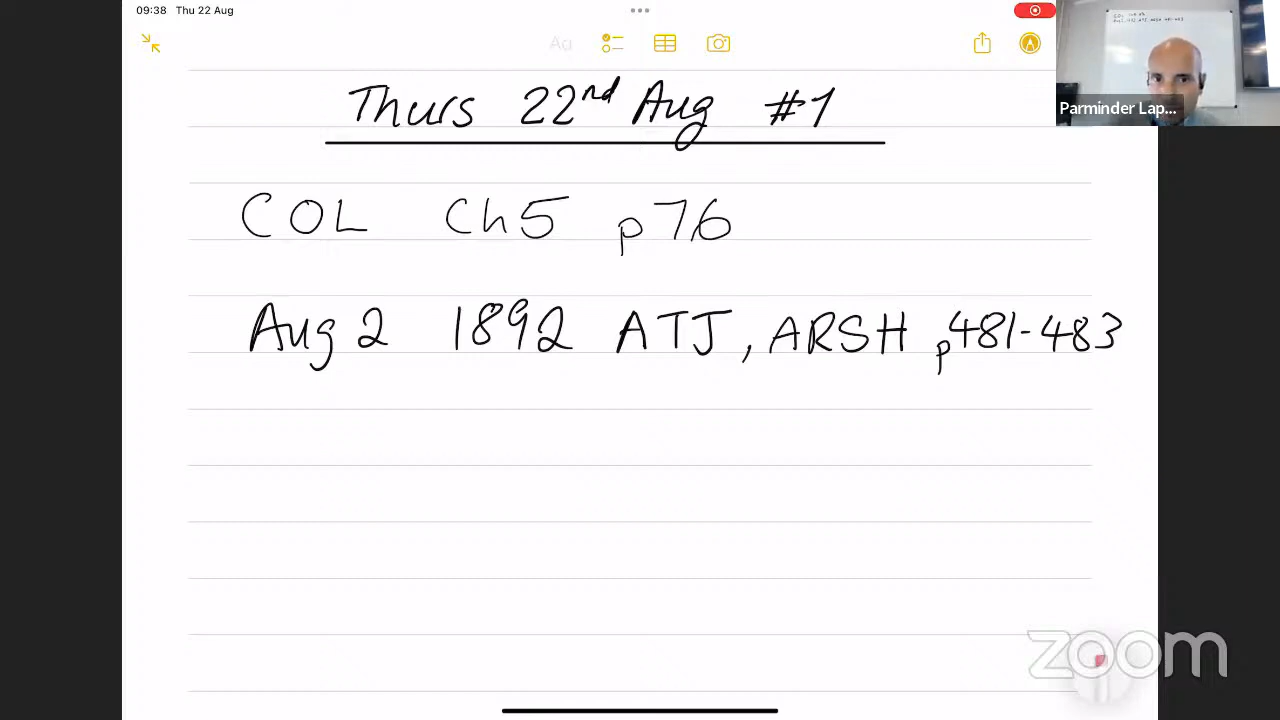 09:38 Thu 22 Aug
Aa
Parminder Lap...
Thurs 22nd Aug #1
COL Ch5 p76
Aug 2 1892 ATJ, ARSH p481-483
zoom